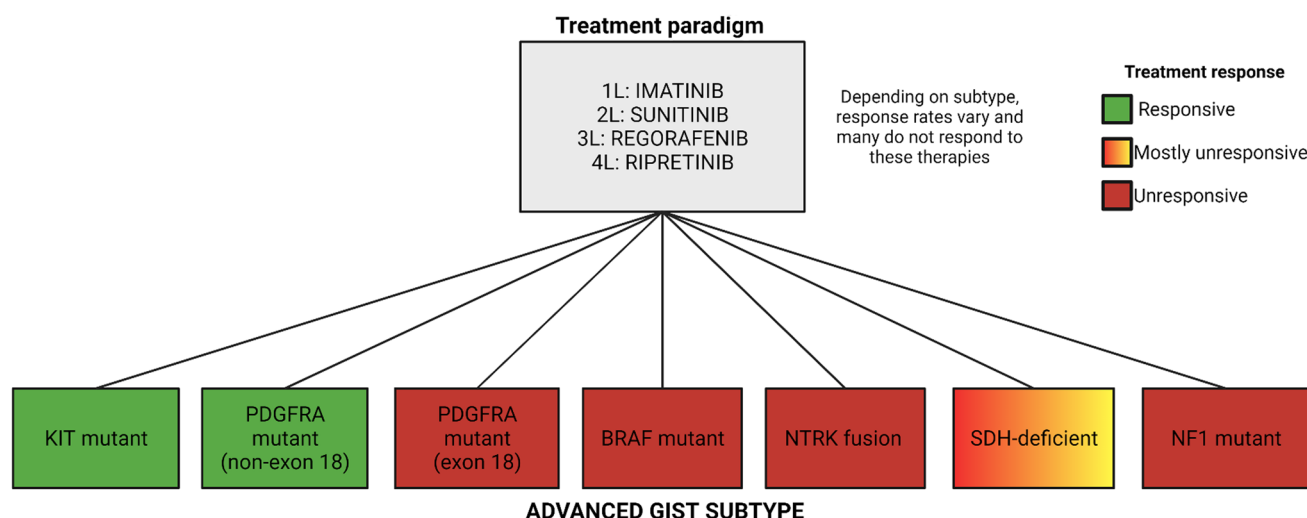 Treatment paradigm
1L: IMATINIB
2L: SUNITINIB
3L: REGORAFENIB
4L: RIPRETINIB
Depending on subtype,
response rates vary and
many do not respond to
these therapies
Treatment response
Responsive
Mostly unresponsive
Unresponsive
KIT mutant
PDGFRA
mutant
(non-exon 18)
PDGFRA
mutant
(exon 18)
BRAF mutant
NTRK fusion
SDH-deficient
NF1 mutant
ADVANCED GIST SUBTYPE